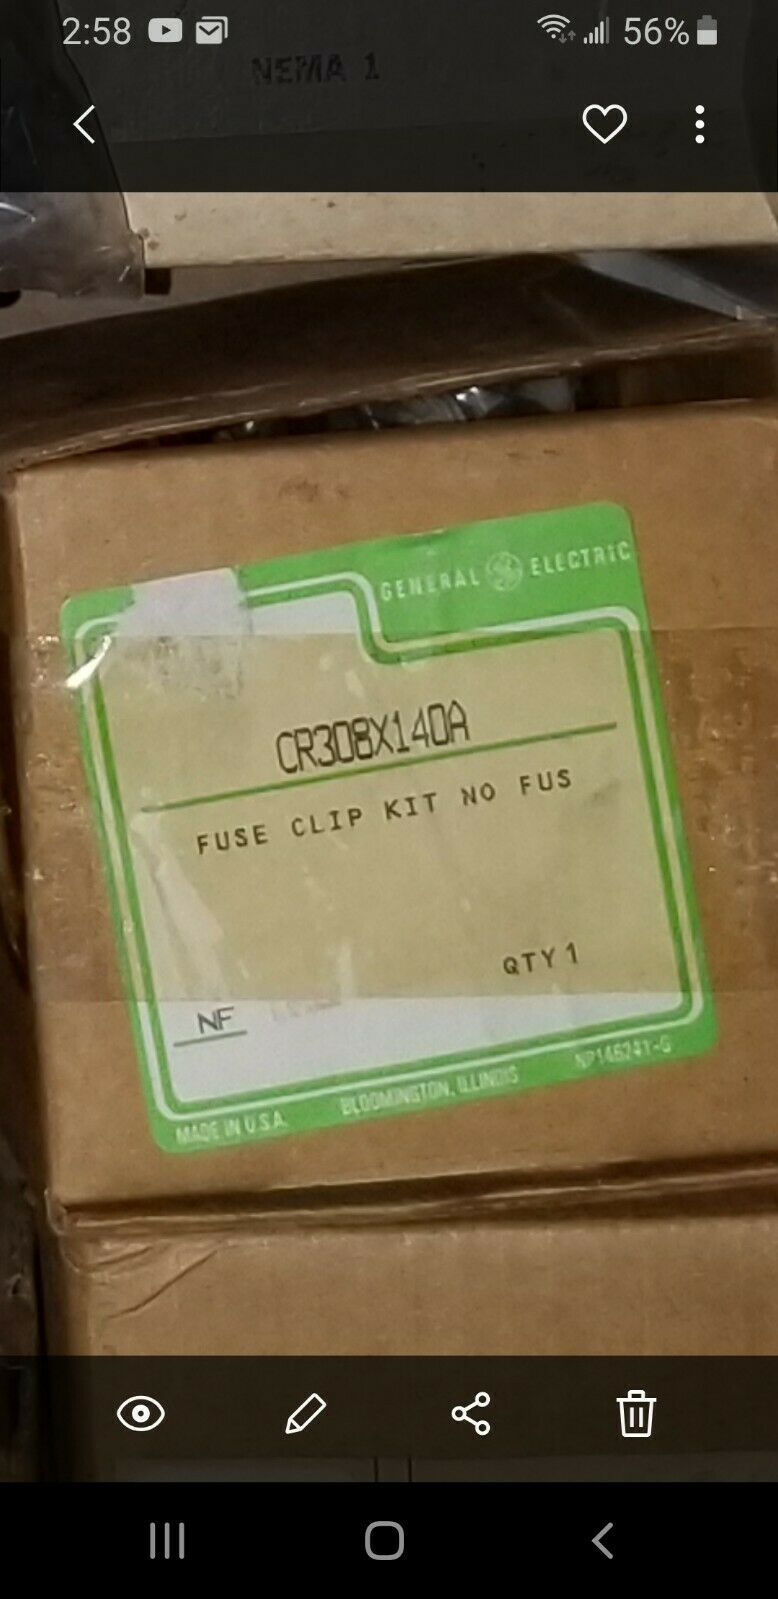 2:58 56%
NEMA 1
GENERAL GE ELECTRIC
CR308X140A
FUSE CLIP KIT NO FUS
QTY 1
NF
MADE IN U.S.A. BLOOMINGTON, ILLINOIS NP146241-G